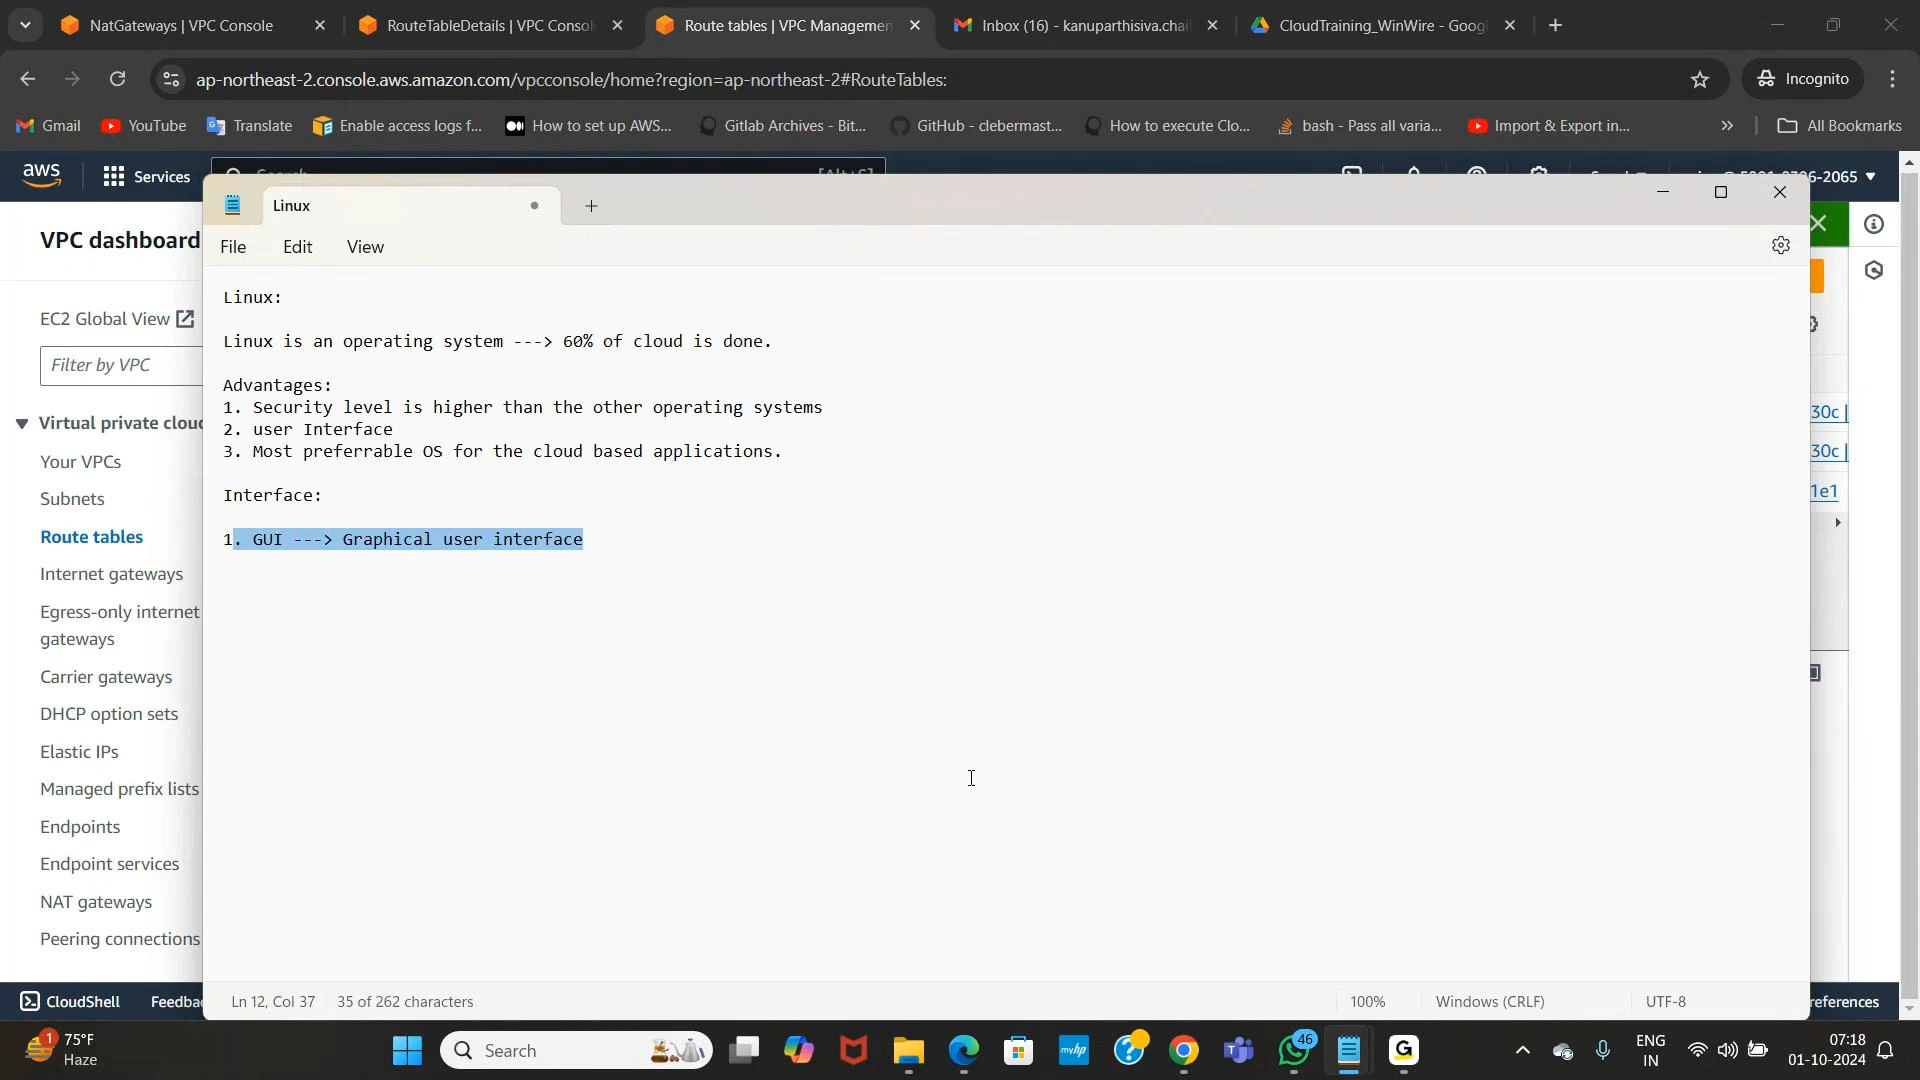 NatGateways | VPC Console
RouteTableDetails | VPC Consol
Route tables | VPC Managemen
Inbox (16) - kanuparthisiva.chai
CloudTraining_WinWire - Goog
ap-northeast-2.console.aws.amazon.com/vpcconsole/home?region=ap-northeast-2#RouteTables:
Incognito
Gmail
YouTube
Translate
Enable access logs f...
How to set up AWS...
Gitlab Archives - Bit...
GitHub - clebermast...
How to execute Clo...
bash - Pass all varia...
Import & Export in...
All Bookmarks
aws
Services
-2065
Linux
File
Edit
View
VPC dashboard
EC2 Global View
Filter by VPC
Virtual private clou
Your VPCs
Subnets
Route tables
Internet gateways
Egress-only internet
gateways
Carrier gateways
DHCP option sets
Elastic IPs
Managed prefix lists
Endpoints
Endpoint services
NAT gateways
Peering connections
Linux:
Linux is an operating system ---> 60% of cloud is done.
Advantages:
1. Security level is higher than the other operating systems
2. user Interface
3. Most preferrable OS for the cloud based applications.
Interface:
1. GUI ---> Graphical user interface
30c |
30c |
1e1
Ln 12, Col 37
35 of 262 characters
100%
Windows (CRLF)
UTF-8
CloudShell
Feedba
references
1
75°F
Haze
Search
myhp
46
G
ENG
IN
07:18
01-10-2024